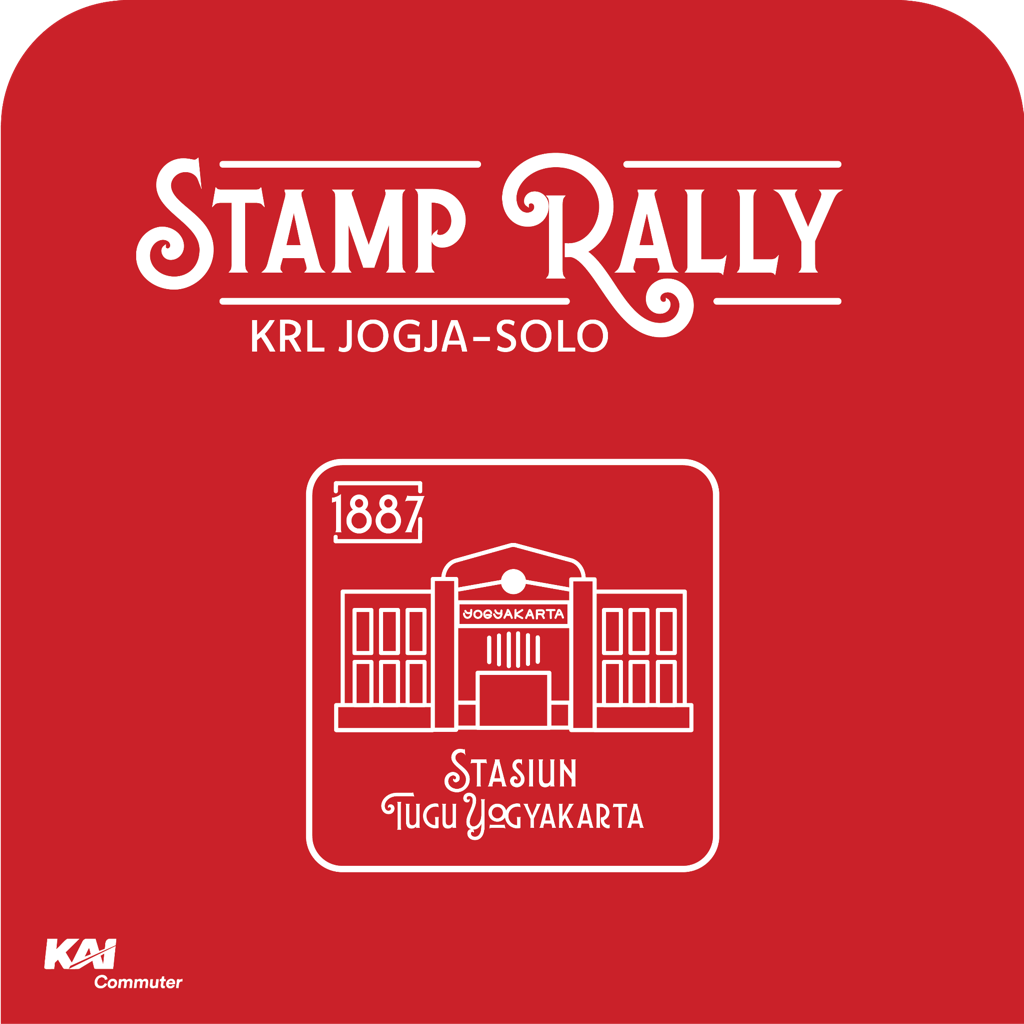 STAMP RALLY
KRL JOGJA-SOLO
1887
YOGYAKARTA
STASIUN
TUGU YOGYAKARTA
KAI
Commuter